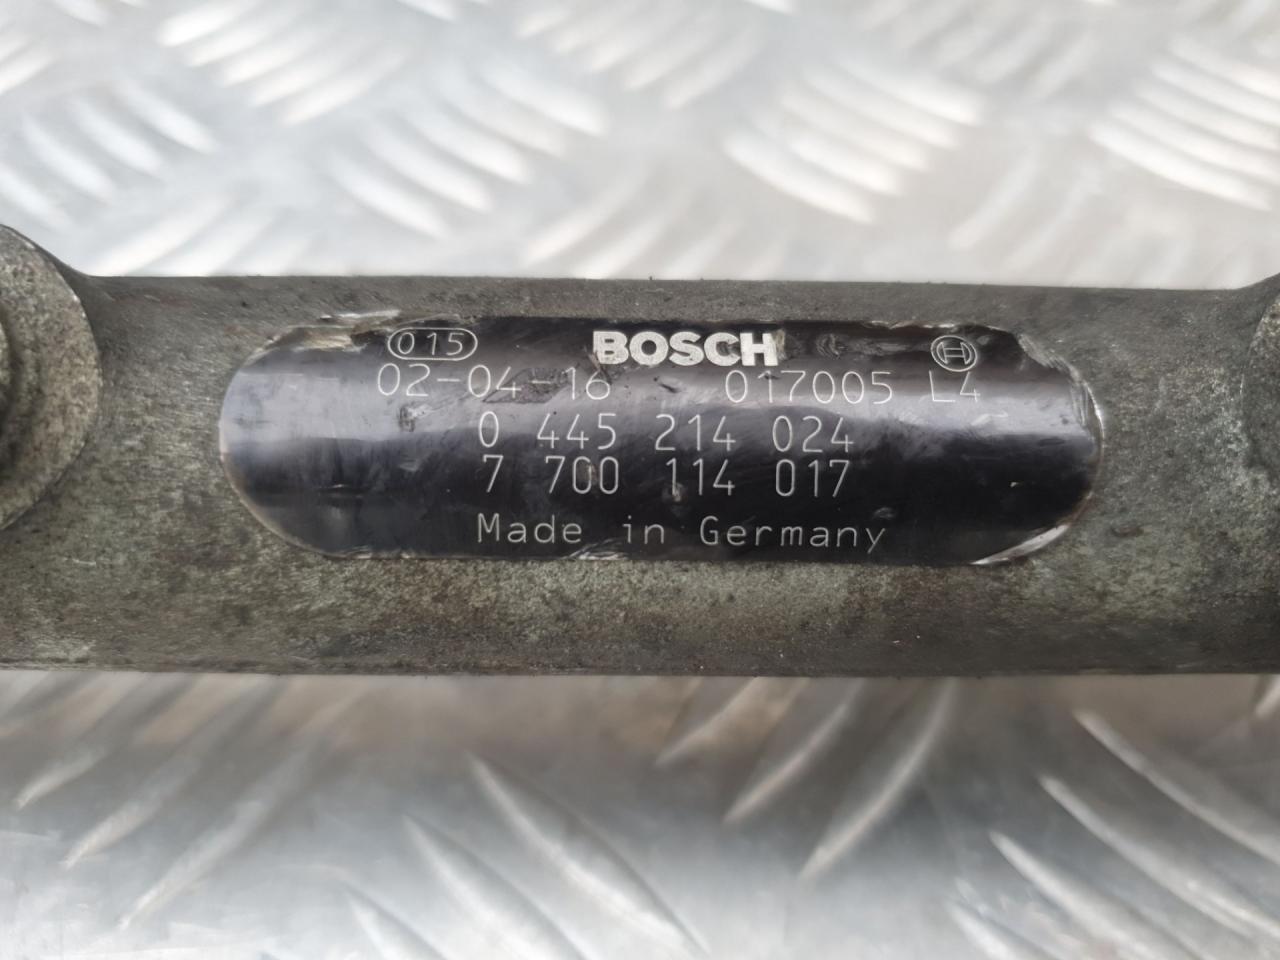 015 BOSCH
02-04-16 017005 L4
0 445 214 024
7 700 114 017
Made in Germany